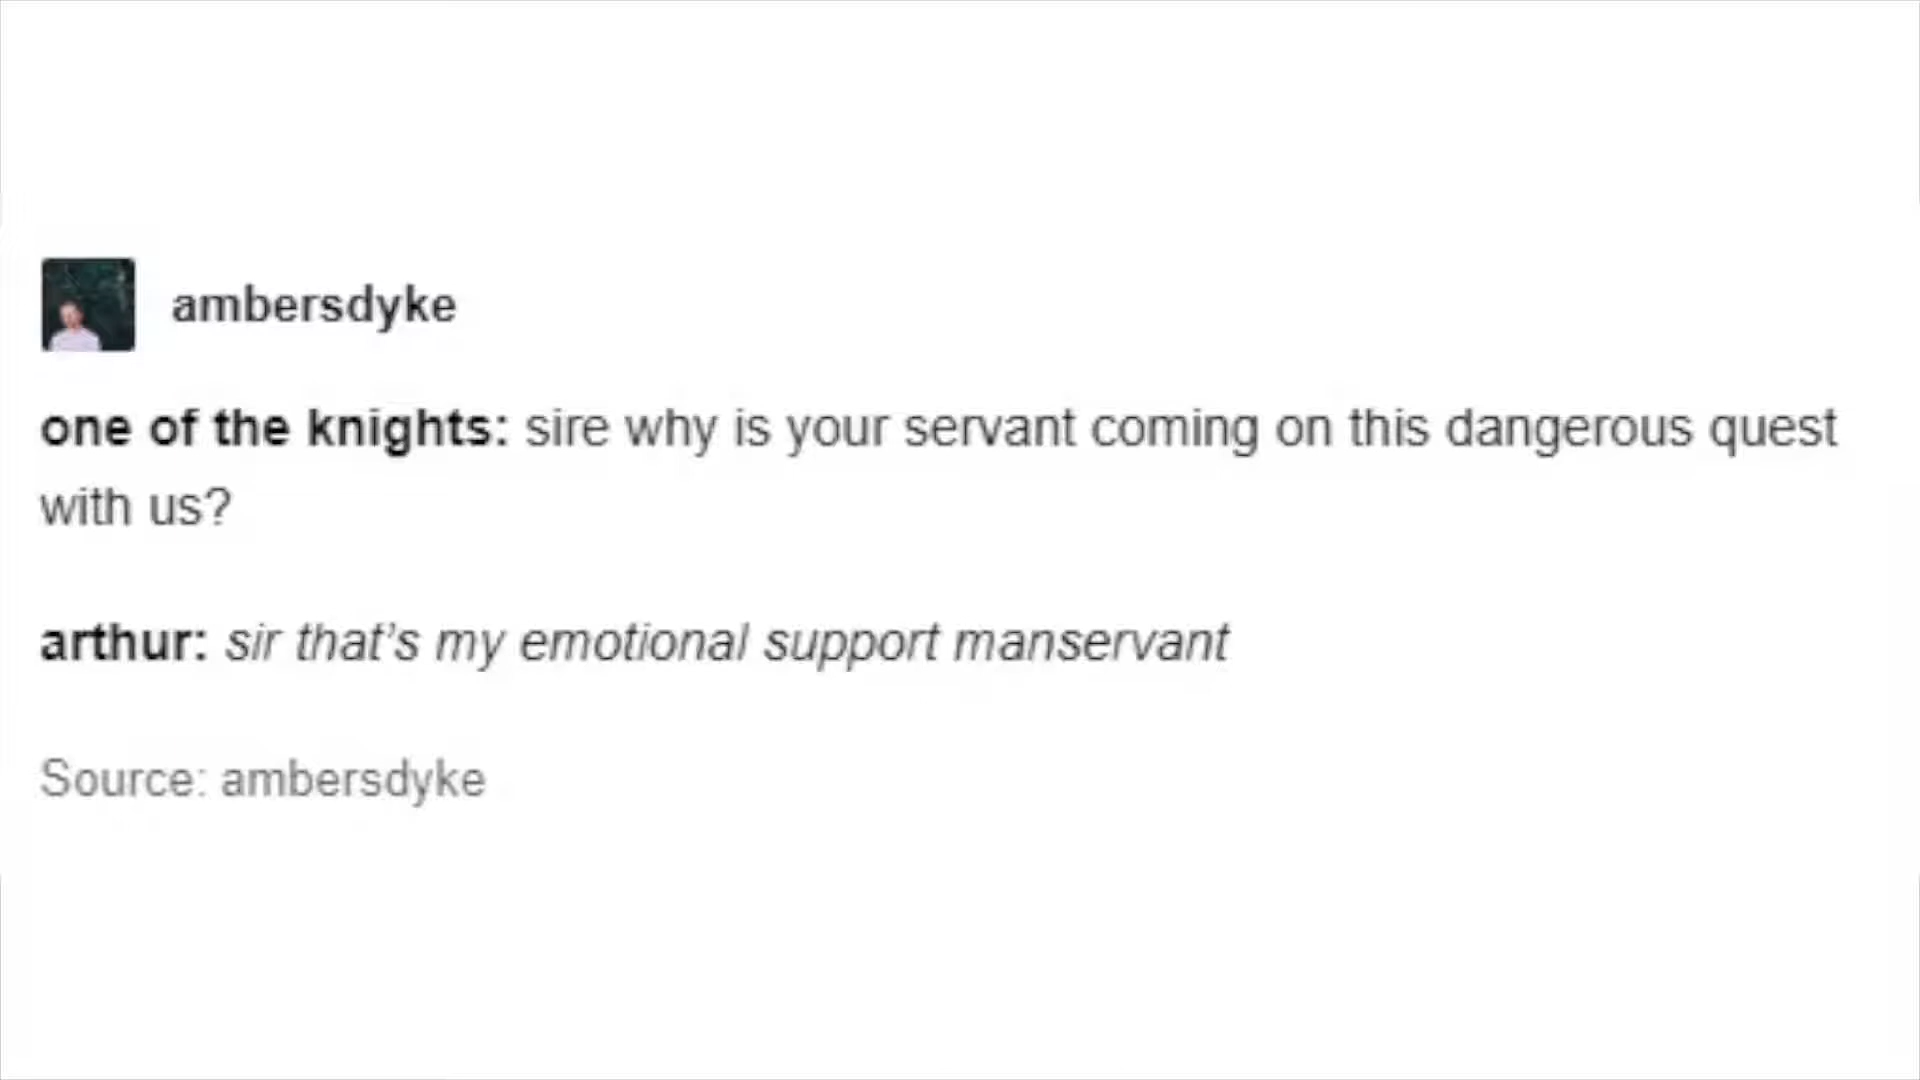 ambersdyke
one of the knights: sire why is your servant coming on this dangerous quest
with us?
arthur: sir that's my emotional support manservant
Source: ambersdyke